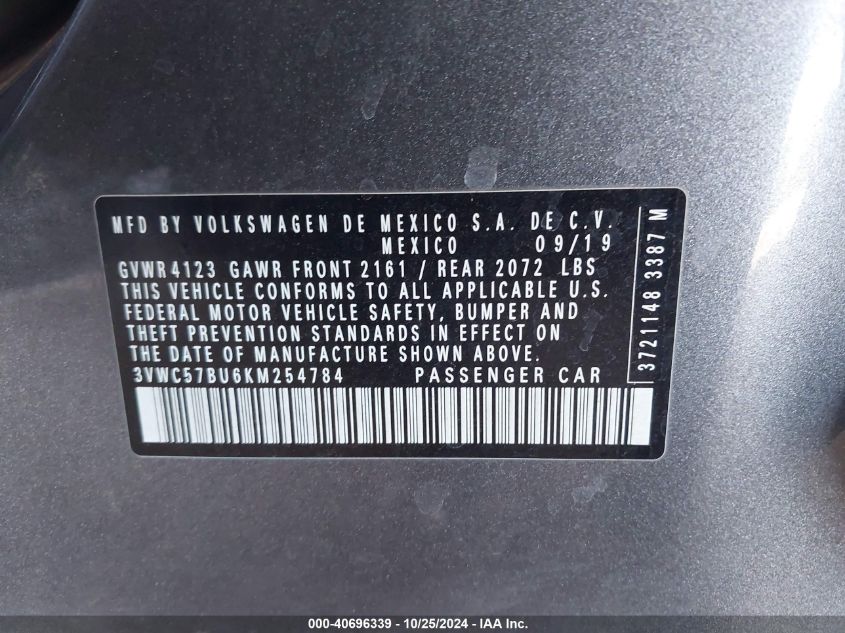 MFD BY VOLKSWAGEN DE MEXICO S.A. DE C.V.
MEXICO 09/19
GVWR 4123 GAWR FRONT 2161 / REAR 2072 LBS
THIS VEHICLE CONFORMS TO ALL APPLICABLE U.S.
FEDERAL MOTOR VEHICLE SAFETY, BUMPER AND
THEFT PREVENTION STANDARDS IN EFFECT ON
THE DATE OF MANUFACTURE SHOWN ABOVE.
3VWC57BU6KM254784 PASSENGER CAR
3721148 3387 M
000-40696339 - 10/25/2024 - IAA Inc.